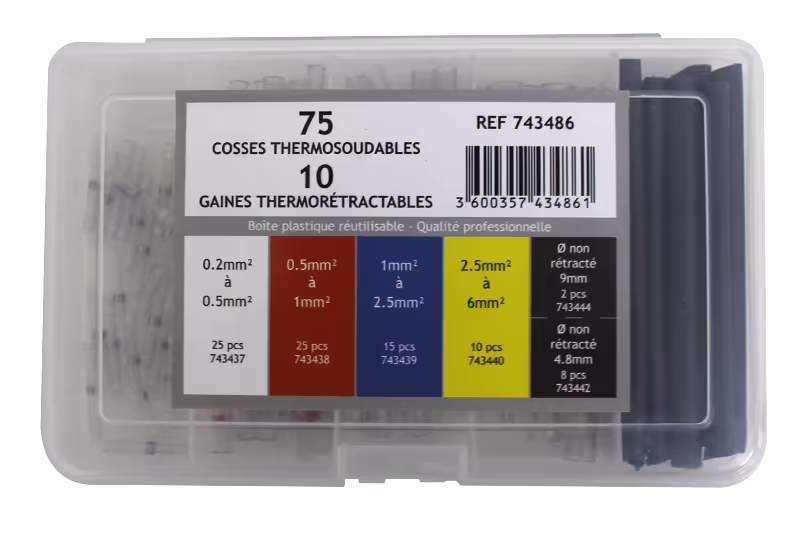 75
COSSES THERMOSOUDABLES
10
GAINES THERMORÉTRACTABLES
REF 743486
3 600357 434861
Boîte plastique réutilisable - Qualité professionnelle
0.2mm²
à
0.5mm²
25 pcs
743437
0.5mm²
à
1mm²
25 pcs
743438
1mm²
à
2.5mm²
15 pcs
743439
2.5mm²
à
6mm²
10 pcs
743440
Ø non
rétracté
9mm
2 pcs
743444
Ø non
rétracté
4.8mm
8 pcs
743442